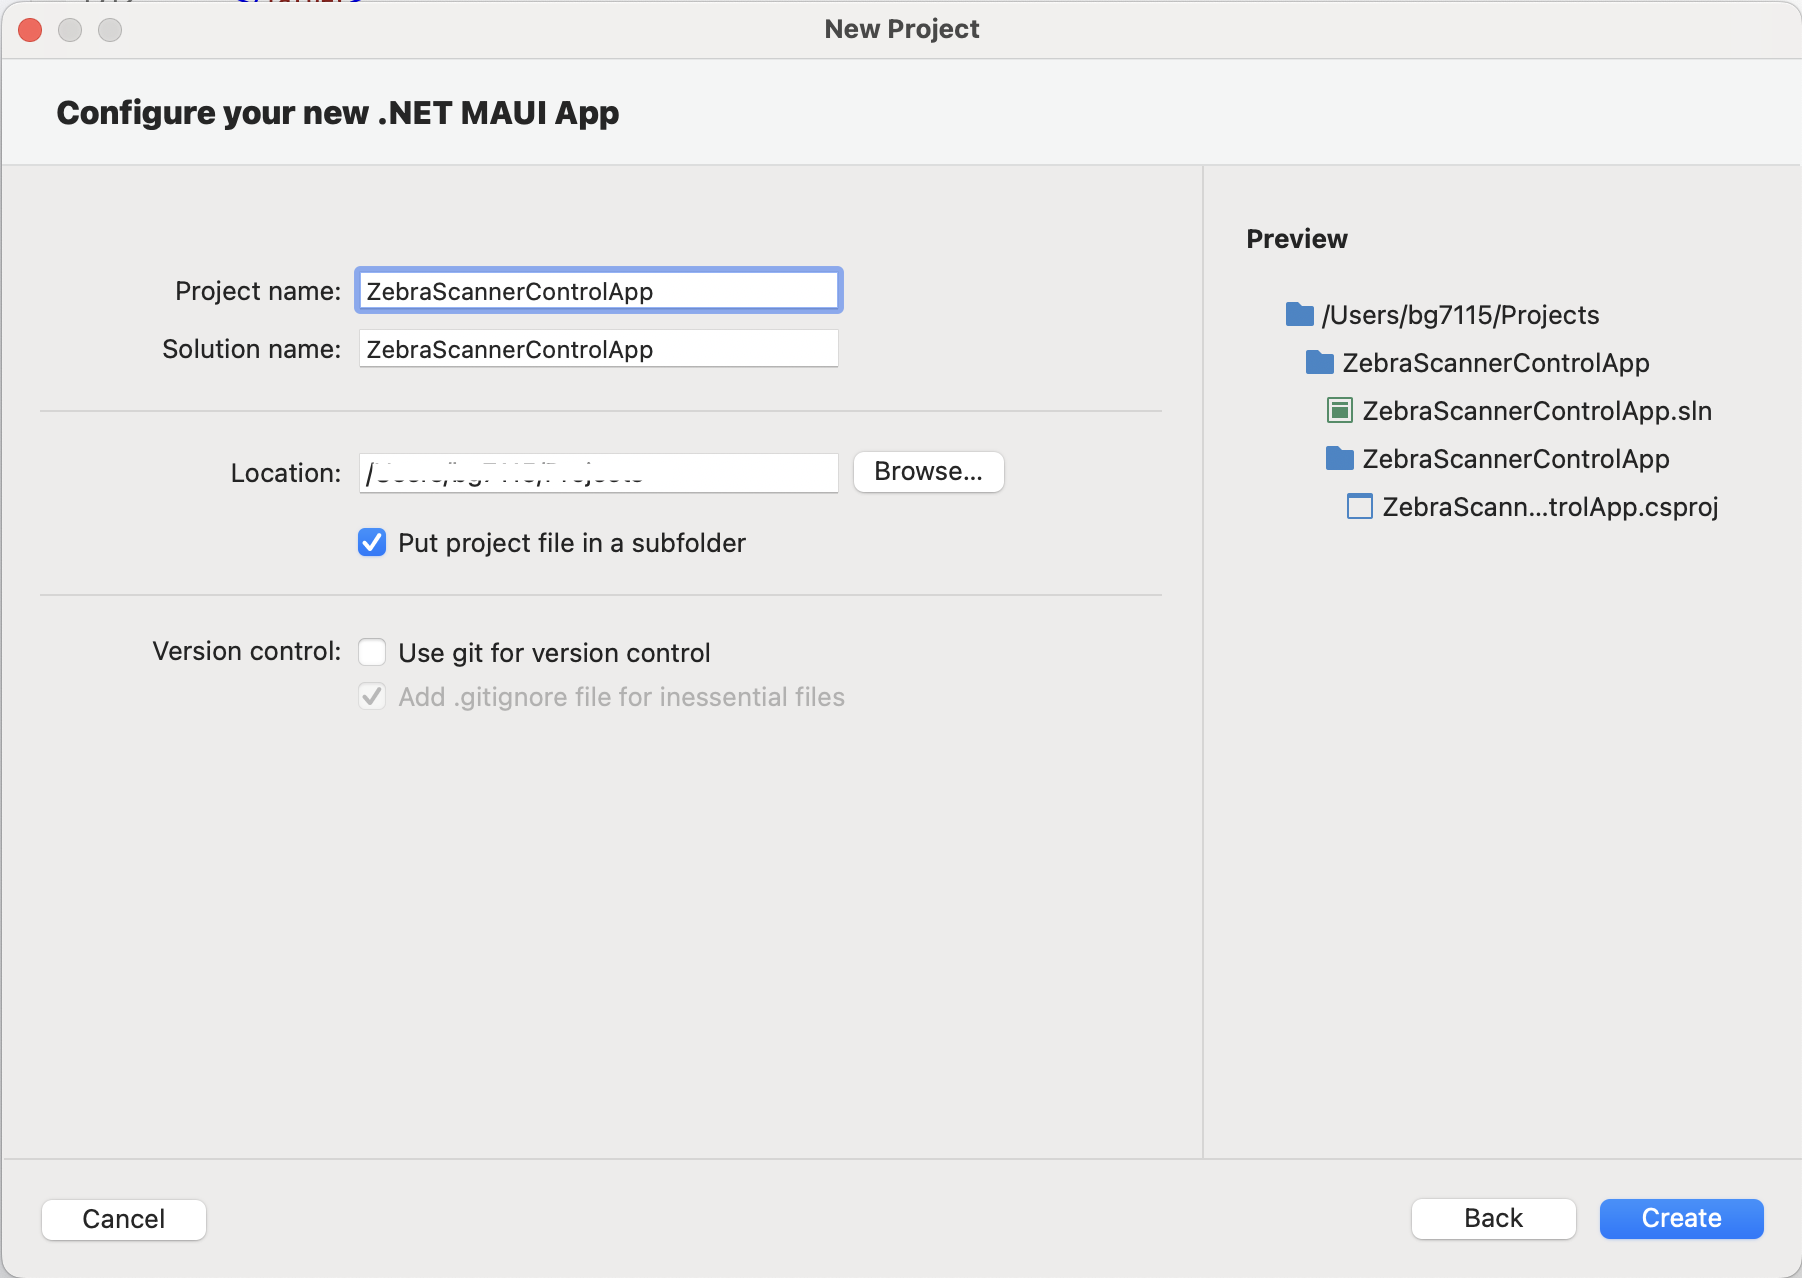 New Project
Configure your new .NET MAUI App
Project name: ZebraScannerControlApp
Solution name: ZebraScannerControlApp
Location:
Browse...
Put project file in a subfolder
Version control: Use git for version control
Add .gitignore file for inessential files
Preview
/Users/bg7115/Projects
ZebraScannerControlApp
ZebraScannerControlApp.sln
ZebraScannerControlApp
ZebraScann...trolApp.csproj
Cancel
Back
Create